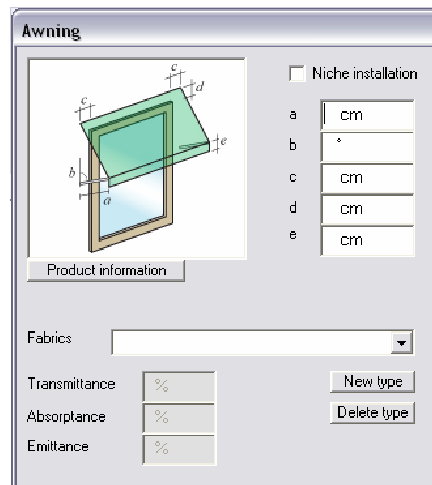 Awning
c
c
d
e
b
a
Niche installation
a cm
b °
c cm
d cm
e cm
Product information
Fabrics
Transmittance %
New type
Absorptance %
Delete type
Emittance %